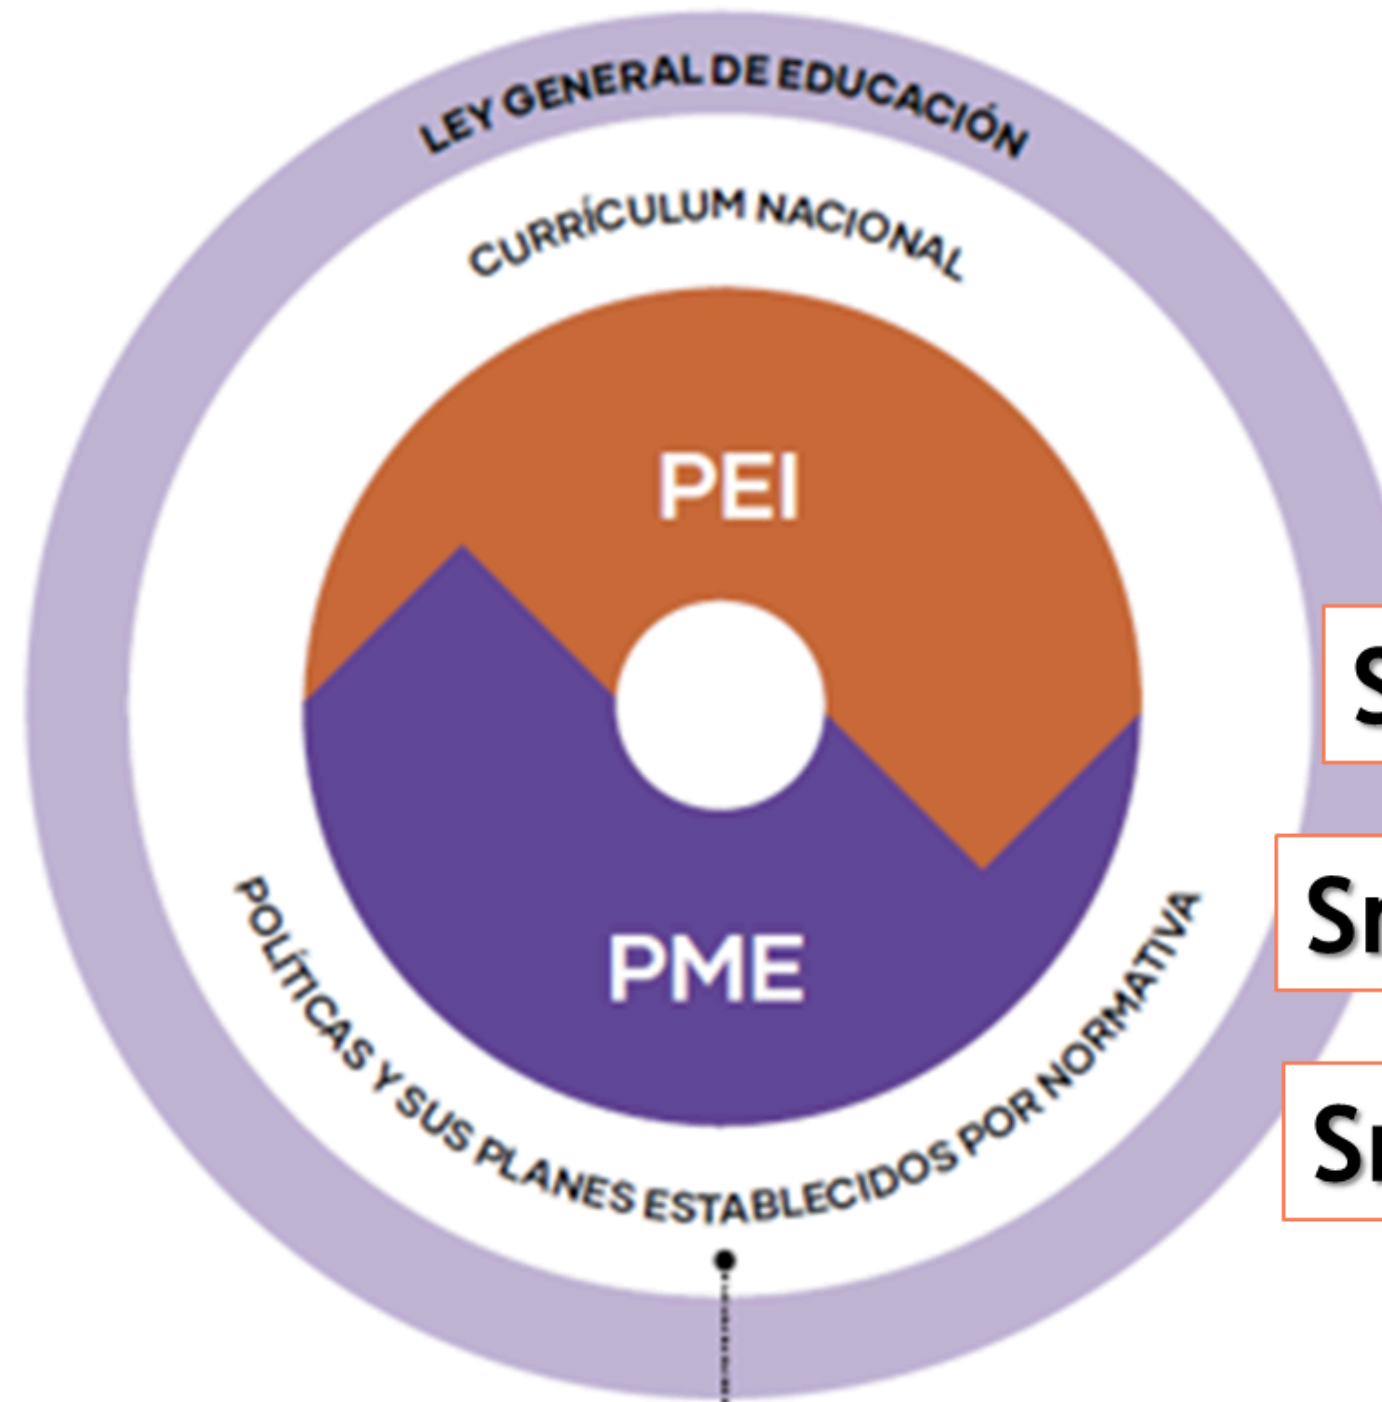 LEY GENERAL DE EDUCACIÓN
CURRÍCULUM NACIONAL
PEI
PME
POLÍTICAS Y SUS PLANES ESTABLECIDOS POR NORMATIVA